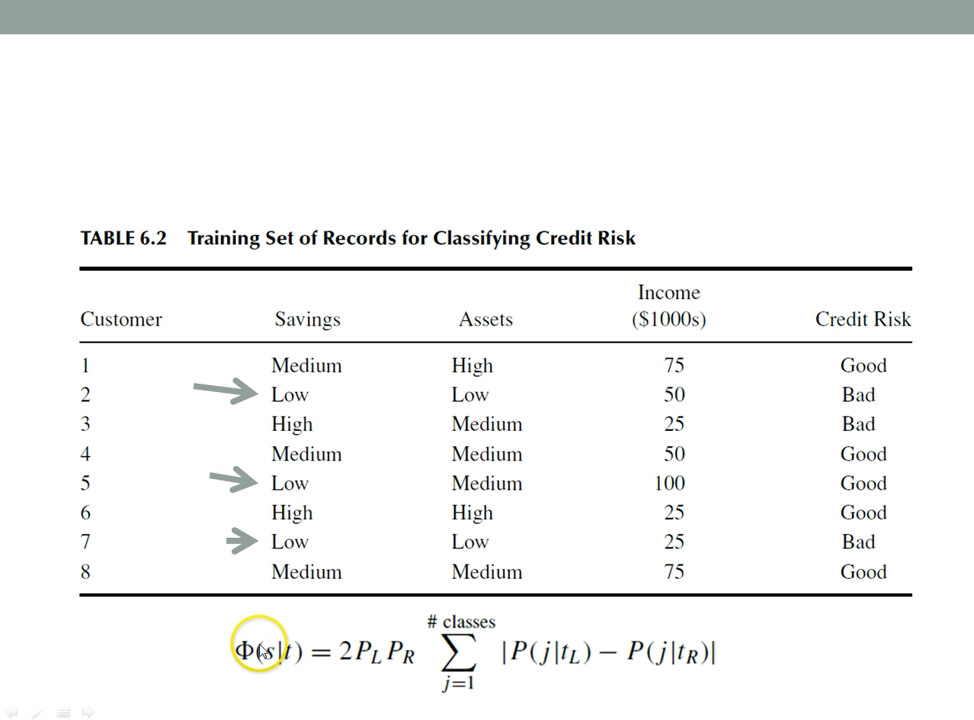 TABLE 6.2 Training Set of Records for Classifying Credit Risk
Income
Customer Savings Assets ($1000s) Credit Risk
1 Medium High 75 Good
2 Low Low 50 Bad
3 High Medium 25 Bad
4 Medium Medium 50 Good
5 Low Medium 100 Good
6 High High 25 Good
7 Low Low 25 Bad
8 Medium Medium 75 Good
# classes
Φ(s|t) = 2P_L P_R ∑ |P(j|t_L) − P(j|t_R)|
j=1